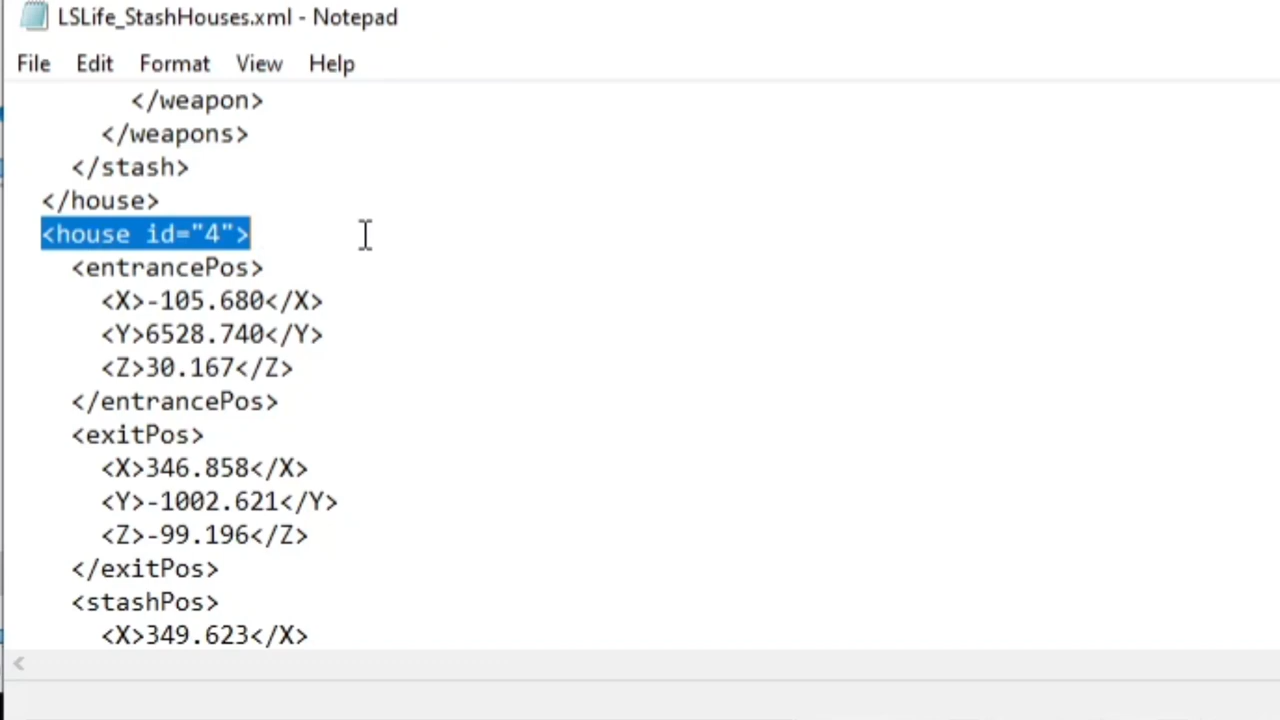 LSLife_StashHouses.xml - Notepad
File Edit Format View Help
</weapon>
</weapons>
</stash>
</house>
<house id="4">
<entrancePos>
<X>-105.680</X>
<Y>6528.740</Y>
<Z>30.167</Z>
</entrancePos>
<exitPos>
<X>346.858</X>
<Y>-1002.621</Y>
<Z>-99.196</Z>
</exitPos>
<stashPos>
<X>349.623</X>